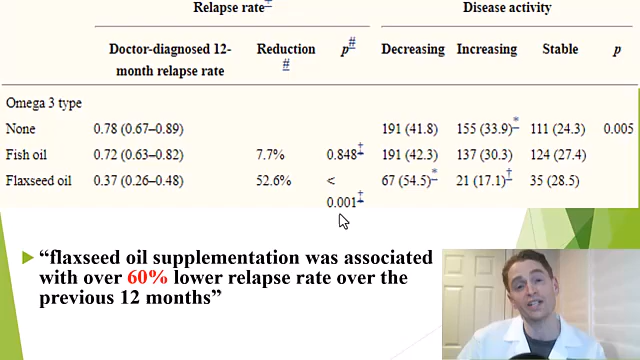 Relapse rate† Disease activity
Doctor-diagnosed 12- Reduction p# Decreasing Increasing Stable p
month relapse rate #
Omega 3 type
None 0.78 (0.67–0.89) 191 (41.8) 155 (33.9)* 111 (24.3) 0.005
Fish oil 0.72 (0.63–0.82) 7.7% 0.848† 191 (42.3) 137 (30.3) 124 (27.4)
Flaxseed oil 0.37 (0.26–0.48) 52.6% < 67 (54.5)* 21 (17.1)† 35 (28.5)
0.001†
“flaxseed oil supplementation was associated
with over 60% lower relapse rate over the
previous 12 months”